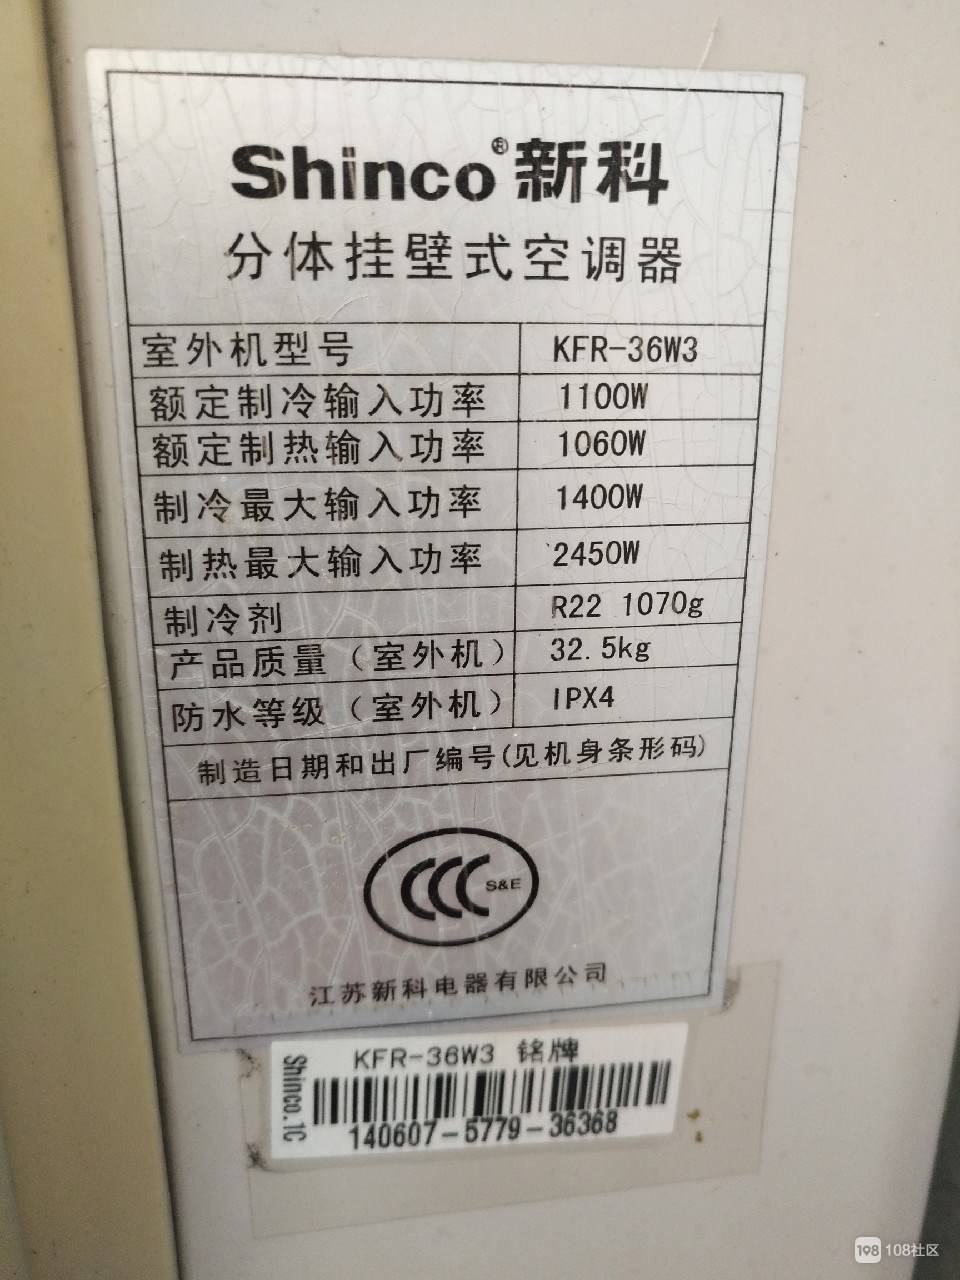 Shinco®新科
分体挂壁式空调器
室外机型号 KFR-36W3
额定制冷输入功率 1100W
额定制热输入功率 1060W
制冷最大输入功率 1400W
制热最大输入功率 2450W
制冷剂 R22 1070g
产品质量（室外机） 32.5kg
防水等级（室外机） IPX4
制造日期和出厂编号(见机身条形码)
CCC S&E
江苏新科电器有限公司
KFR-36W3 铭牌
Shinco.1C
140607-5779-36368
198 108社区